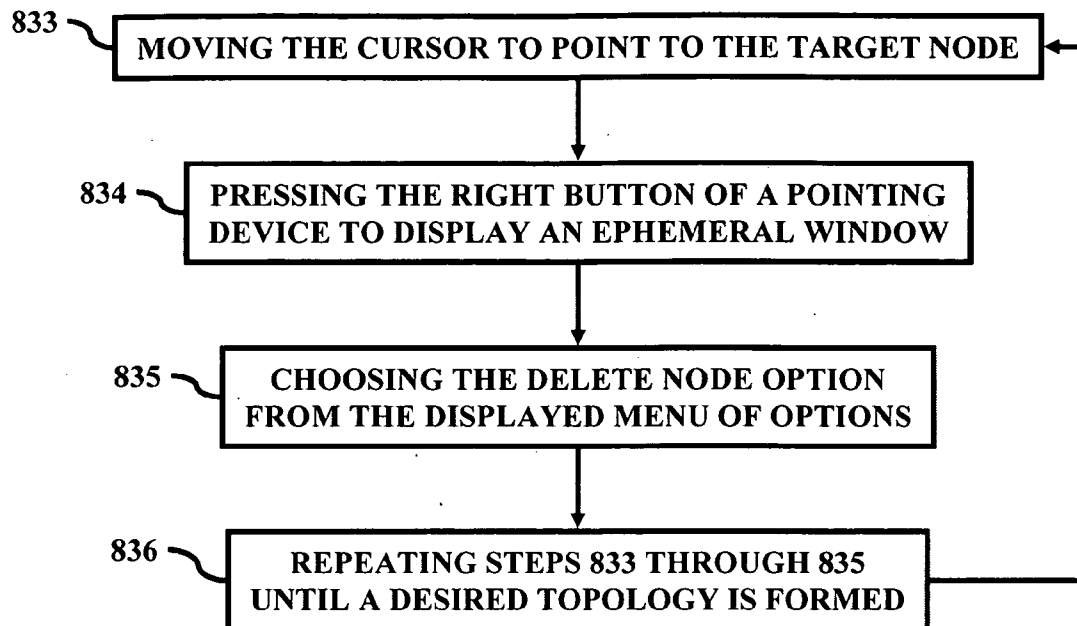 833
MOVING THE CURSOR TO POINT TO THE TARGET NODE
834
PRESSING THE RIGHT BUTTON OF A POINTING
DEVICE TO DISPLAY AN EPHEMERAL WINDOW
835
CHOOSING THE DELETE NODE OPTION
FROM THE DISPLAYED MENU OF OPTIONS
836
REPEATING STEPS 833 THROUGH 835
UNTIL A DESIRED TOPOLOGY IS FORMED